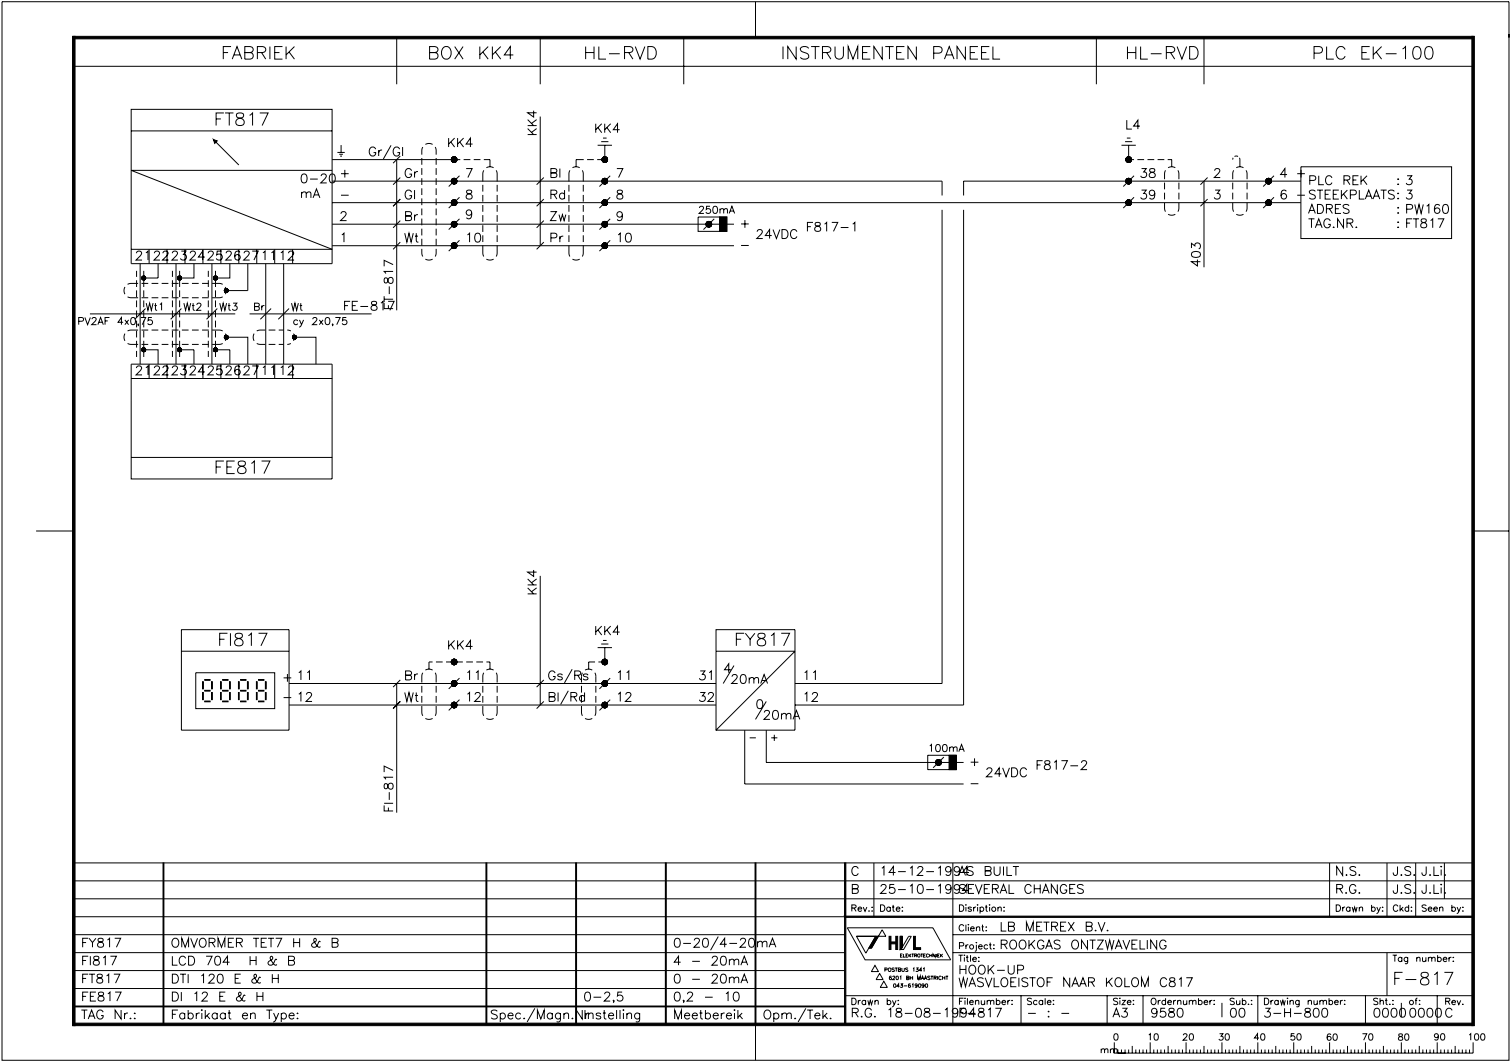 FABRIEK BOX KK4 HL-RVD INSTRUMENTEN PANEEL HL-RVD PLC EK-100
FT817
0-20
mA
+
-
2
1
Gr/Gl
Gr
Gl
Br
Wt
KK4
7
8
9
10
KK4
Bl
Rd
Zw
Pr
KK4
7
8
9
10
250mA
+
-
24VDC F817-1
L4
38
39
2
3
403
4
6
+
-
PLC REK : 3
STEEKPLAATS: 3
ADRES : PW160
TAG.NR. : FT817
21 22 23 24 25 26 27 11 12
FT-817
Wt1 Wt2 Wt3 Br Wt FE-817
PV2AF 4x0,75 cy 2x0,75
21 22 23 24 25 26 27 11 12
FE817
FI817
8888
+ 11
- 12
Br
Wt
FI-817
KK4
11
12
KK4
Gs/Rs
Bl/Rd
KK4
11
12
31
32
FY817
4/20mA
0/20mA
11
12
- +
100mA
+
-
24VDC F817-2
FY817 OMVORMER TET7 H & B 0-20/4-20mA
FI817 LCD 704 H & B 4 - 20mA
FT817 DTI 120 E & H 0 - 20mA
FE817 DI 12 E & H 0-2,5 0,2 - 10
TAG Nr.: Fabrikaat en Type: Spec./Magn.Nr. Instelling Meetbereik Opm./Tek.
C 14-12-1994 AS BUILT N.S. J.S. J.Li.
B 25-10-1994 SEVERAL CHANGES R.G. J.S. J.Li.
Rev.: Date: Disription: Drawn by: Ckd: Seen by:
HVL
ELEKTROTECHNIEK
POSTBUS 1341
6201 BH MAASTRICHT
043-619090
Client: LB METREX B.V.
Project: ROOKGAS ONTZWAVELING
Title:
HOOK-UP
WASVLOEISTOF NAAR KOLOM C817
Tag number:
F-817
Drawn by: Filenumber: Scale: Size: Ordernumber: Sub.: Drawing number: Sht.: of: Rev.
R.G. 18-08-1994 - : - A3 9580 00 3-H-800 0000 0000 C
0 10 20 30 40 50 60 70 80 90 100
mm